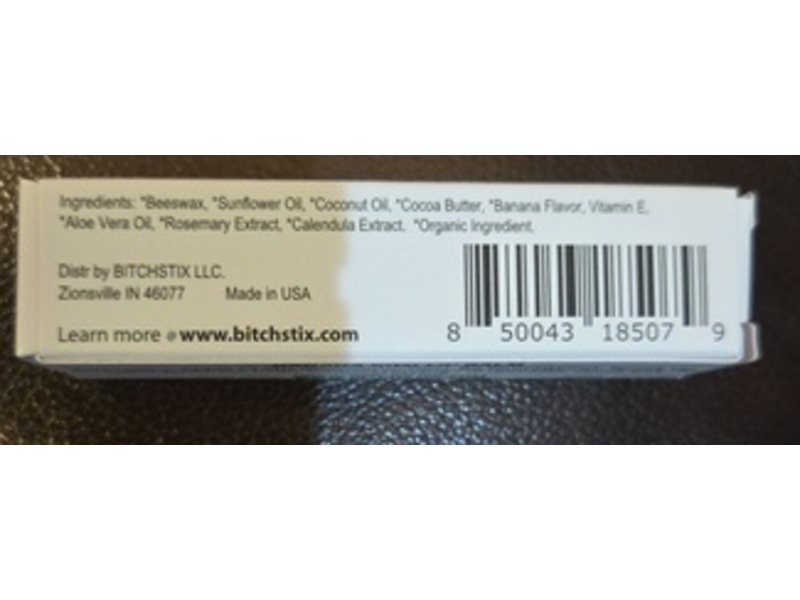 Ingredients: *Beeswax, *Sunflower Oil, *Coconut Oil, *Cocoa Butter, *Banana Flavor, Vitamin E,
*Aloe Vera Oil, *Rosemary Extract, *Calendula Extract. *Organic Ingredient.
Distr by BITCHSTIX LLC.
Zionsville IN 46077 Made in USA
Learn more @ www.bitchstix.com
8 50043 18507 9